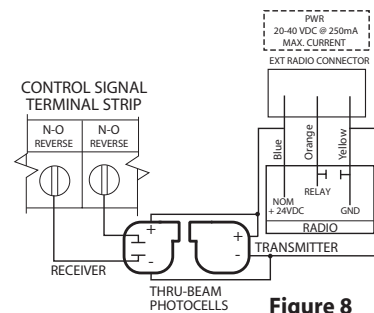 PWR
20-40 VDC @ 250mA
MAX. CURRENT
EXT RADIO CONNECTOR
CONTROL SIGNAL
TERMINAL STRIP
N-O
REVERSE
N-O
REVERSE
Blue
Orange
Yellow
RELAY
NOM
+ 24VDC
GND
RADIO
+
-
+
-
TRANSMITTER
RECEIVER
THRU-BEAM
PHOTOCELLS
Figure 8